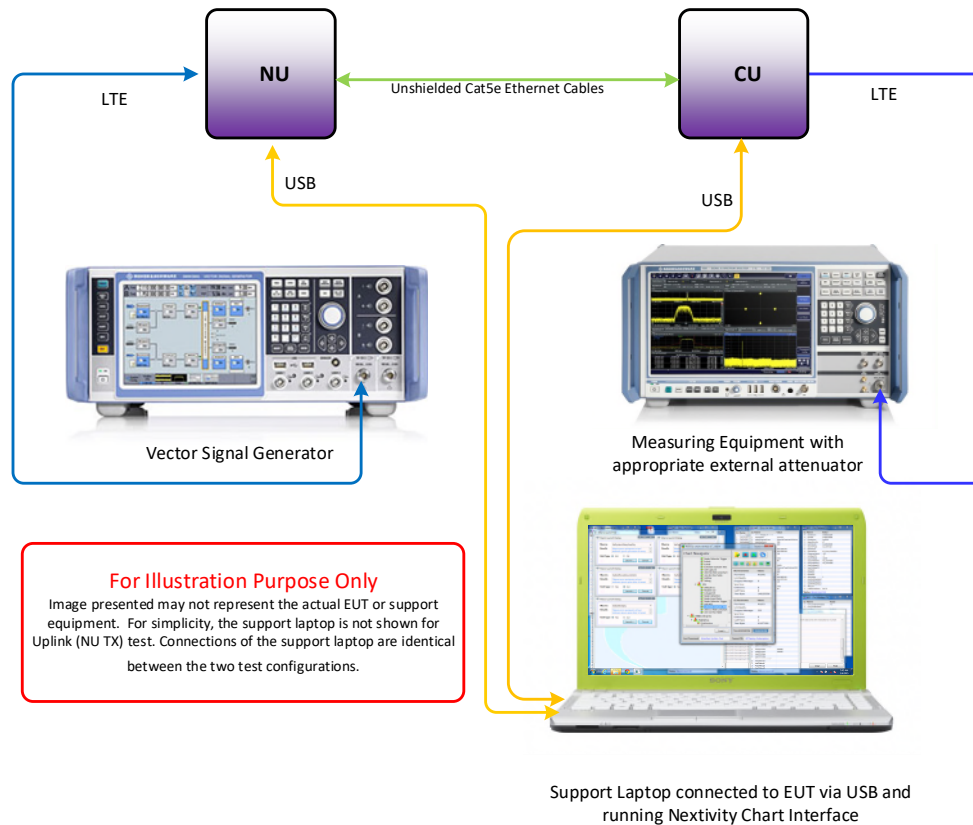 NU
CU
LTE
Unshielded Cat5e Ethernet Cables
LTE
USB
USB
Vector Signal Generator
Measuring Equipment with
appropriate external attenuator
For Illustration Purpose Only
Image presented may not represent the actual EUT or support
equipment. For simplicity, the support laptop is not shown for
Uplink (NU TX) test. Connections of the support laptop are identical
between the two test configurations.
SONY
Support Laptop connected to EUT via USB and
running Nextivity Chart Interface